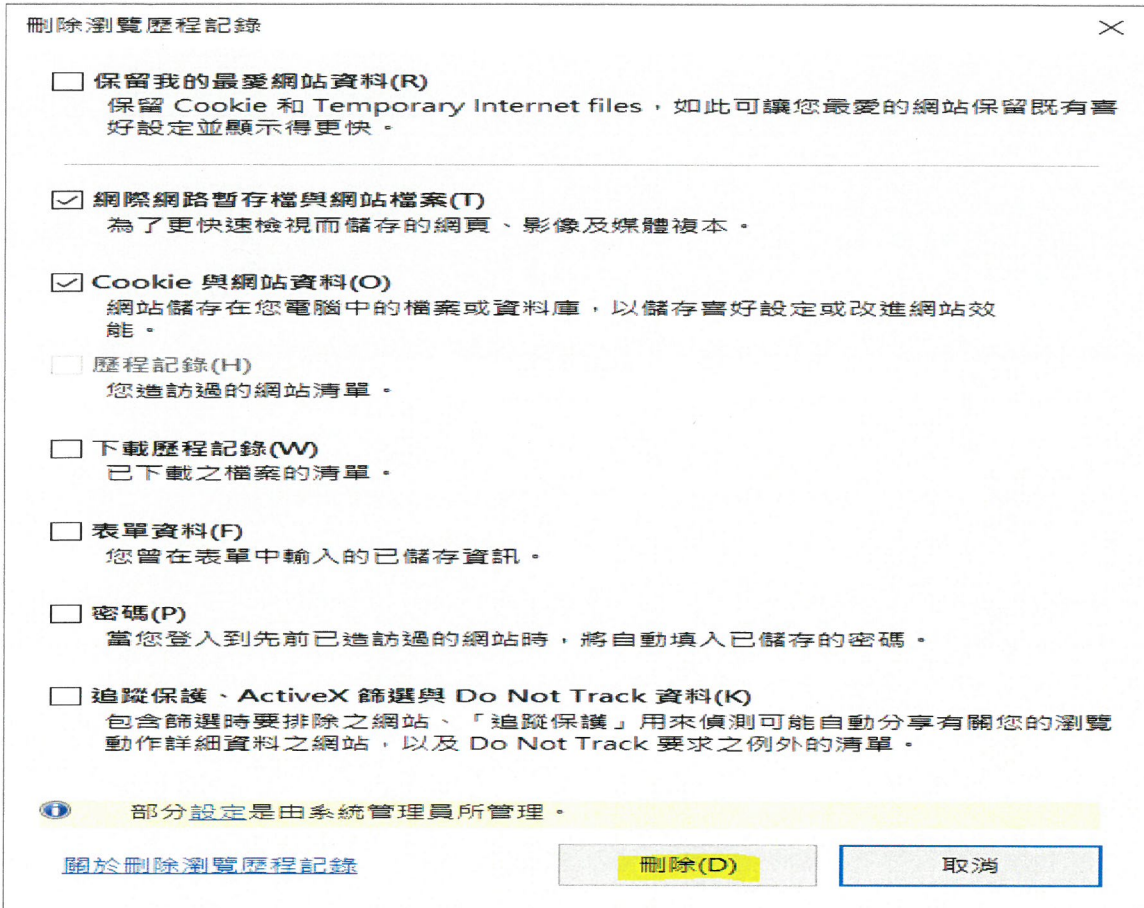 刪除瀏覽歷程記錄
保留我的最愛網站資料(R)
保留 Cookie 和 Temporary Internet files，如此可讓您最愛的網站保留既有喜
好設定並顯示得更快。
網際網路暫存檔與網站檔案(T)
為了更快速檢視而儲存的網頁、影像及媒體複本。
Cookie 與網站資料(O)
網站儲存在您電腦中的檔案或資料庫，以儲存喜好設定或改進網站效
能。
歷程記錄(H)
您造訪過的網站清單。
下載歷程記錄(W)
已下載之檔案的清單。
表單資料(F)
您曾在表單中輸入的已儲存資訊。
密碼(P)
當您登入到先前已造訪過的網站時，將自動填入已儲存的密碼。
追蹤保護、ActiveX 篩選與 Do Not Track 資料(K)
包含篩選時要排除之網站、「追蹤保護」用來偵測可能自動分享有關您的瀏覽
動作詳細資料之網站，以及 Do Not Track 要求之例外的清單。
部分設定是由系統管理員所管理。
關於刪除瀏覽歷程記錄
刪除(D)
取消